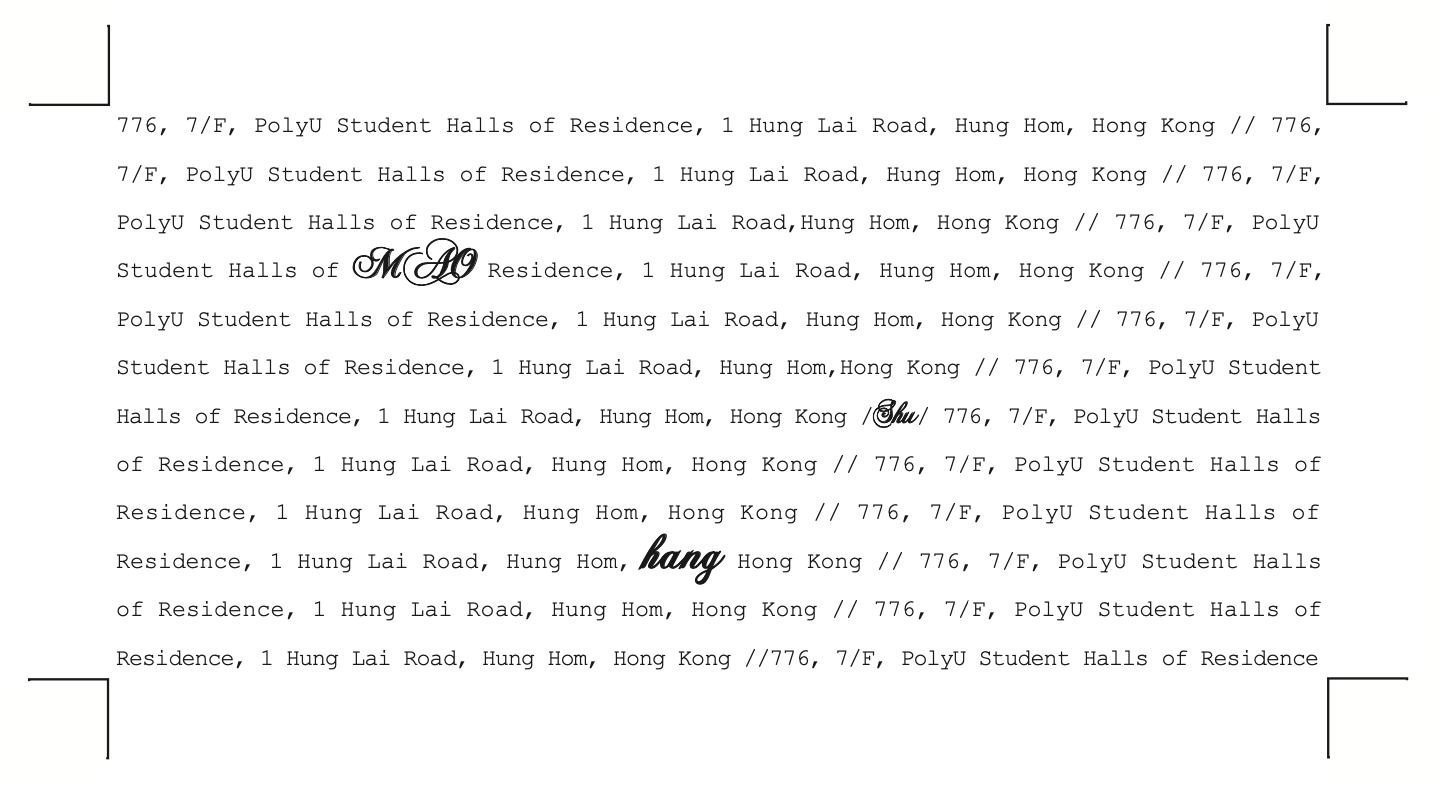 776, 7/F, PolyU Student Halls of Residence, 1 Hung Lai Road, Hung Hom, Hong Kong // 776,
7/F, PolyU Student Halls of Residence, 1 Hung Lai Road, Hung Hom, Hong Kong // 776, 7/F,
PolyU Student Halls of Residence, 1 Hung Lai Road,Hung Hom, Hong Kong // 776, 7/F, PolyU
Student Halls of MAO Residence, 1 Hung Lai Road, Hung Hom, Hong Kong // 776, 7/F,
PolyU Student Halls of Residence, 1 Hung Lai Road, Hung Hom, Hong Kong // 776, 7/F, PolyU
Student Halls of Residence, 1 Hung Lai Road, Hung Hom,Hong Kong // 776, 7/F, PolyU Student
Halls of Residence, 1 Hung Lai Road, Hung Hom, Hong Kong /Shu/ 776, 7/F, PolyU Student Halls
of Residence, 1 Hung Lai Road, Hung Hom, Hong Kong // 776, 7/F, PolyU Student Halls of
Residence, 1 Hung Lai Road, Hung Hom, Hong Kong // 776, 7/F, PolyU Student Halls of
Residence, 1 Hung Lai Road, Hung Hom, hang Hong Kong // 776, 7/F, PolyU Student Halls
of Residence, 1 Hung Lai Road, Hung Hom, Hong Kong // 776, 7/F, PolyU Student Halls of
Residence, 1 Hung Lai Road, Hung Hom, Hong Kong //776, 7/F, PolyU Student Halls of Residence